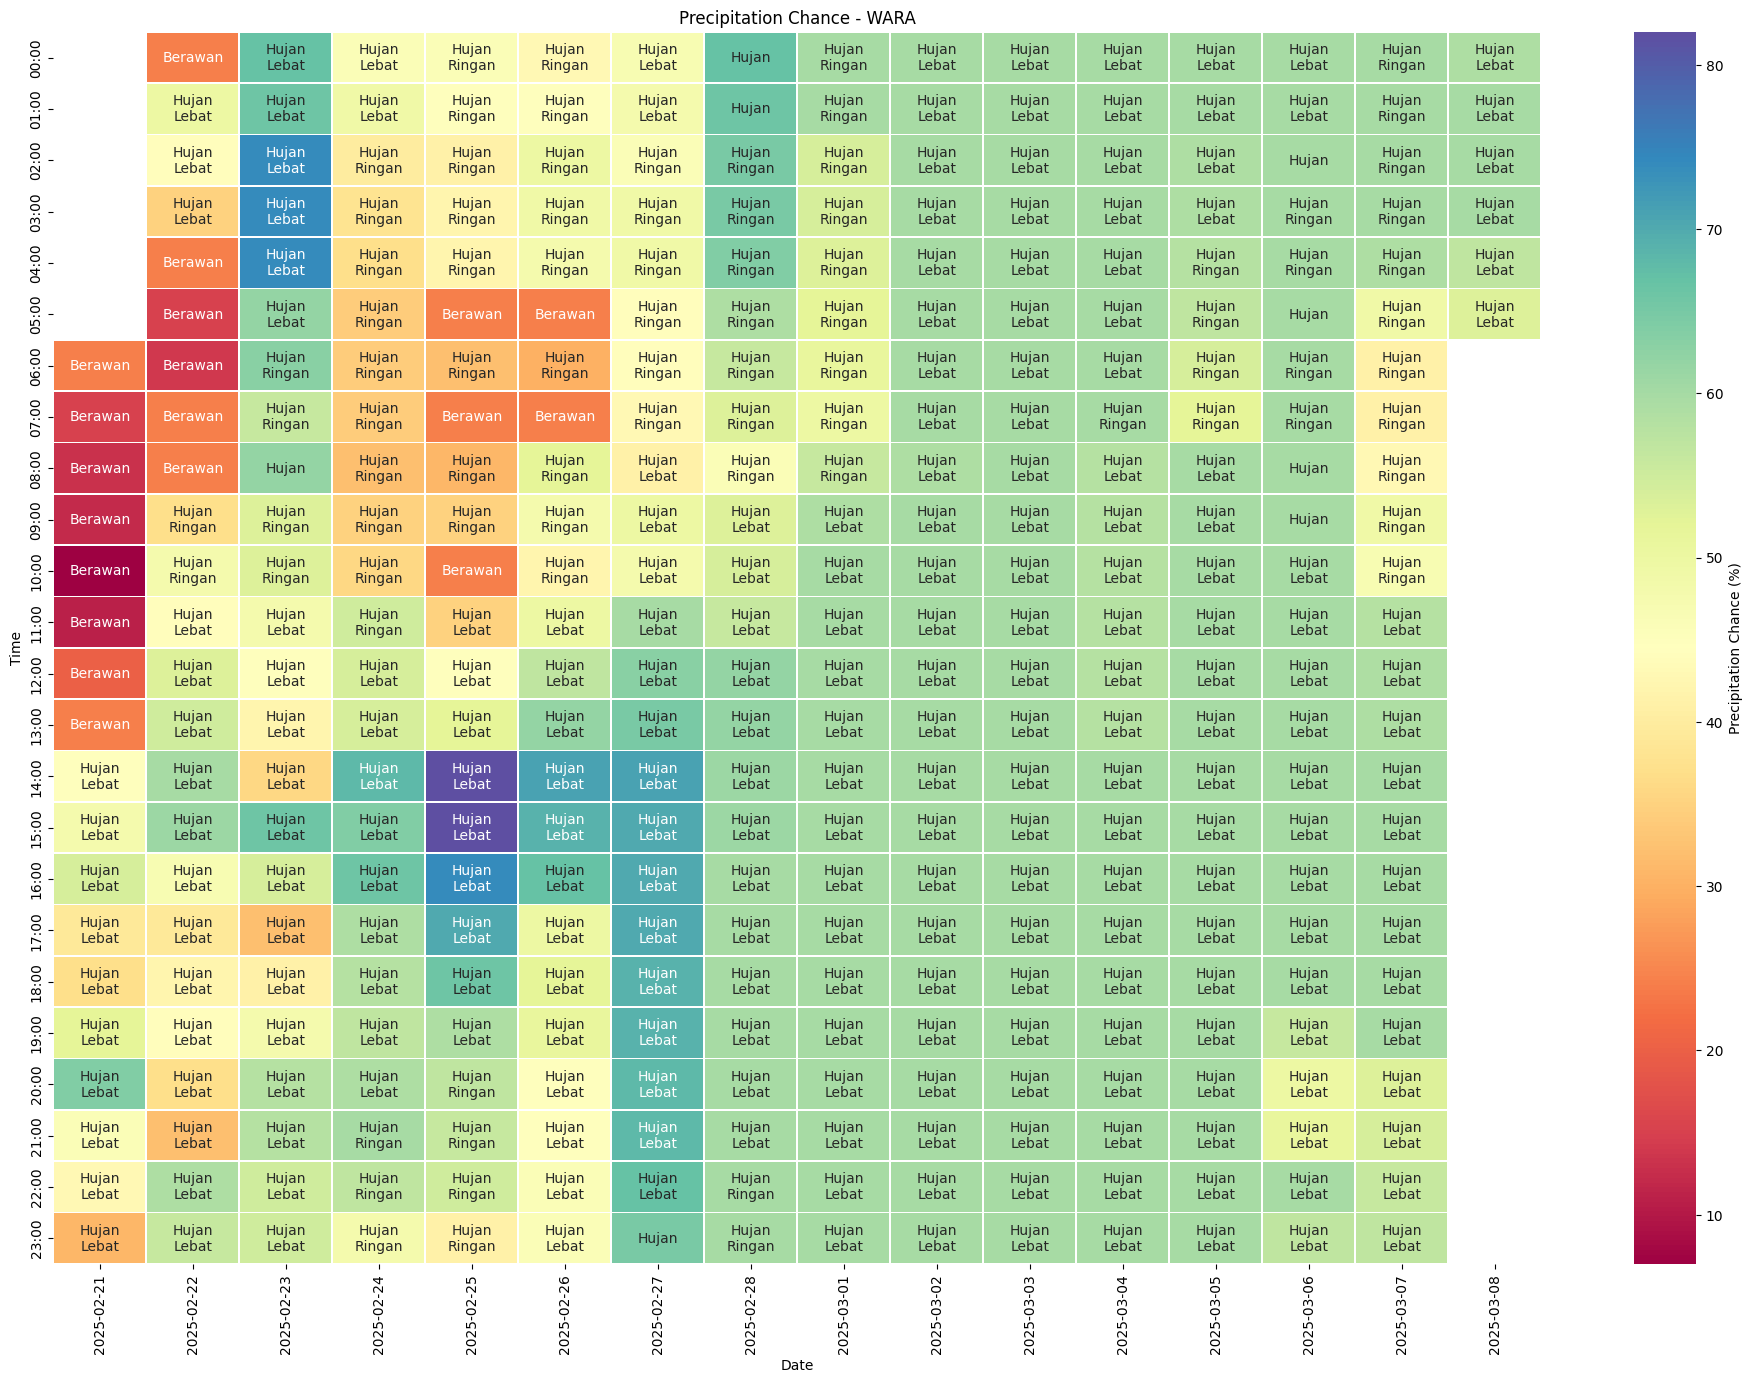 Precipitation Chance - WARA
00:00 Berawan Hujan Lebat Hujan Lebat Hujan Ringan Hujan Ringan Hujan Lebat Hujan Hujan Ringan Hujan Lebat Hujan Lebat Hujan Lebat Hujan Lebat Hujan Lebat Hujan Ringan Hujan Lebat
01:00 Hujan Lebat Hujan Lebat Hujan Lebat Hujan Ringan Hujan Ringan Hujan Lebat Hujan Hujan Ringan Hujan Lebat Hujan Lebat Hujan Lebat Hujan Lebat Hujan Lebat Hujan Ringan Hujan Lebat
02:00 Hujan Lebat Hujan Lebat Hujan Ringan Hujan Ringan Hujan Ringan Hujan Ringan Hujan Ringan Hujan Ringan Hujan Lebat Hujan Lebat Hujan Lebat Hujan Lebat Hujan Hujan Ringan Hujan Lebat
03:00 Hujan Lebat Hujan Lebat Hujan Ringan Hujan Ringan Hujan Ringan Hujan Ringan Hujan Ringan Hujan Ringan Hujan Lebat Hujan Lebat Hujan Lebat Hujan Lebat Hujan Ringan Hujan Ringan Hujan Lebat
04:00 Berawan Hujan Lebat Hujan Ringan Hujan Ringan Hujan Ringan Hujan Ringan Hujan Ringan Hujan Ringan Hujan Lebat Hujan Lebat Hujan Lebat Hujan Ringan Hujan Ringan Hujan Ringan Hujan Lebat
05:00 Berawan Hujan Lebat Hujan Ringan Berawan Berawan Hujan Ringan Hujan Ringan Hujan Ringan Hujan Lebat Hujan Lebat Hujan Lebat Hujan Ringan Hujan Hujan Ringan Hujan Lebat
06:00 Berawan Berawan Hujan Ringan Hujan Ringan Hujan Ringan Hujan Ringan Hujan Ringan Hujan Ringan Hujan Ringan Hujan Lebat Hujan Lebat Hujan Lebat Hujan Ringan Hujan Ringan Hujan Ringan
07:00 Berawan Berawan Hujan Ringan Hujan Ringan Berawan Berawan Hujan Ringan Hujan Ringan Hujan Ringan Hujan Lebat Hujan Lebat Hujan Ringan Hujan Ringan Hujan Ringan Hujan Ringan
08:00 Berawan Berawan Hujan Hujan Ringan Hujan Ringan Hujan Ringan Hujan Lebat Hujan Ringan Hujan Ringan Hujan Lebat Hujan Lebat Hujan Lebat Hujan Lebat Hujan Hujan Ringan
09:00 Berawan Hujan Ringan Hujan Ringan Hujan Ringan Hujan Ringan Hujan Ringan Hujan Lebat Hujan Lebat Hujan Lebat Hujan Lebat Hujan Lebat Hujan Lebat Hujan Lebat Hujan Hujan Ringan
10:00 Berawan Hujan Ringan Hujan Ringan Hujan Ringan Berawan Hujan Ringan Hujan Lebat Hujan Lebat Hujan Lebat Hujan Lebat Hujan Lebat Hujan Lebat Hujan Lebat Hujan Lebat Hujan Ringan
11:00 Berawan Hujan Lebat Hujan Lebat Hujan Ringan Hujan Lebat Hujan Lebat Hujan Lebat Hujan Lebat Hujan Lebat Hujan Lebat Hujan Lebat Hujan Lebat Hujan Lebat Hujan Lebat Hujan Lebat
Time
12:00 Berawan Hujan Lebat Hujan Lebat Hujan Lebat Hujan Lebat Hujan Lebat Hujan Lebat Hujan Lebat Hujan Lebat Hujan Lebat Hujan Lebat Hujan Lebat Hujan Lebat Hujan Lebat Hujan Lebat
13:00 Berawan Hujan Lebat Hujan Lebat Hujan Lebat Hujan Lebat Hujan Lebat Hujan Lebat Hujan Lebat Hujan Lebat Hujan Lebat Hujan Lebat Hujan Lebat Hujan Lebat Hujan Lebat Hujan Lebat
14:00 Hujan Lebat Hujan Lebat Hujan Lebat Hujan Lebat Hujan Lebat Hujan Lebat Hujan Lebat Hujan Lebat Hujan Lebat Hujan Lebat Hujan Lebat Hujan Lebat Hujan Lebat Hujan Lebat Hujan Lebat
15:00 Hujan Lebat Hujan Lebat Hujan Lebat Hujan Lebat Hujan Lebat Hujan Lebat Hujan Lebat Hujan Lebat Hujan Lebat Hujan Lebat Hujan Lebat Hujan Lebat Hujan Lebat Hujan Lebat Hujan Lebat
16:00 Hujan Lebat Hujan Lebat Hujan Lebat Hujan Lebat Hujan Lebat Hujan Lebat Hujan Lebat Hujan Lebat Hujan Lebat Hujan Lebat Hujan Lebat Hujan Lebat Hujan Lebat Hujan Lebat Hujan Lebat
17:00 Hujan Lebat Hujan Lebat Hujan Lebat Hujan Lebat Hujan Lebat Hujan Lebat Hujan Lebat Hujan Lebat Hujan Lebat Hujan Lebat Hujan Lebat Hujan Lebat Hujan Lebat Hujan Lebat Hujan Lebat
18:00 Hujan Lebat Hujan Lebat Hujan Lebat Hujan Lebat Hujan Lebat Hujan Lebat Hujan Lebat Hujan Lebat Hujan Lebat Hujan Lebat Hujan Lebat Hujan Lebat Hujan Lebat Hujan Lebat Hujan Lebat
19:00 Hujan Lebat Hujan Lebat Hujan Lebat Hujan Lebat Hujan Lebat Hujan Lebat Hujan Lebat Hujan Lebat Hujan Lebat Hujan Lebat Hujan Lebat Hujan Lebat Hujan Lebat Hujan Lebat Hujan Lebat
20:00 Hujan Lebat Hujan Lebat Hujan Lebat Hujan Lebat Hujan Ringan Hujan Lebat Hujan Lebat Hujan Lebat Hujan Lebat Hujan Lebat Hujan Lebat Hujan Lebat Hujan Lebat Hujan Lebat Hujan Lebat
21:00 Hujan Lebat Hujan Lebat Hujan Lebat Hujan Ringan Hujan Ringan Hujan Lebat Hujan Lebat Hujan Lebat Hujan Lebat Hujan Lebat Hujan Lebat Hujan Lebat Hujan Lebat Hujan Lebat Hujan Lebat
22:00 Hujan Lebat Hujan Lebat Hujan Lebat Hujan Ringan Hujan Ringan Hujan Lebat Hujan Lebat Hujan Ringan Hujan Lebat Hujan Lebat Hujan Lebat Hujan Lebat Hujan Lebat Hujan Lebat Hujan Lebat
23:00 Hujan Lebat Hujan Lebat Hujan Lebat Hujan Ringan Hujan Ringan Hujan Lebat Hujan Hujan Ringan Hujan Lebat Hujan Lebat Hujan Lebat Hujan Lebat Hujan Lebat Hujan Lebat Hujan Lebat
2025-02-21 2025-02-22 2025-02-23 2025-02-24 2025-02-25 2025-02-26 2025-02-27 2025-02-28 2025-03-01 2025-03-02 2025-03-03 2025-03-04 2025-03-05 2025-03-06 2025-03-07 2025-03-08
Date
80
70
60
50
40
30
20
10
Precipitation Chance (%)